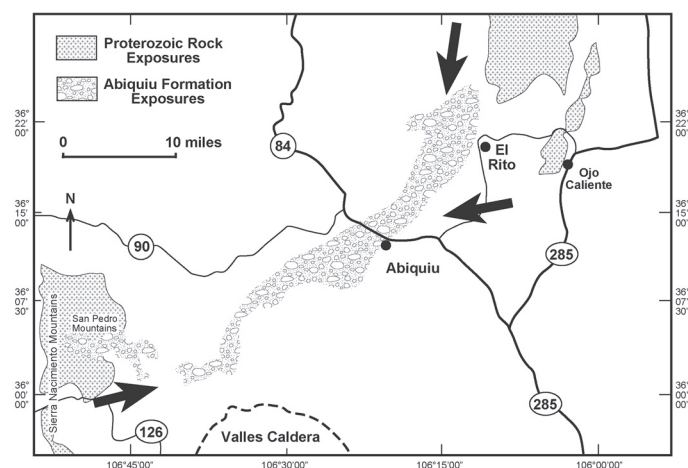 Proterozoic Rock
Exposures
Abiquiu Formation
Exposures
0 10 miles
N
84
90
El
Rito
Ojo
Caliente
285
Abiquiu
San Pedro
Mountains
Sierra Nacimiento Mountains
126
Valles Caldera
285
36°
22'
00"
36°
15'
00"
36°
07'
30"
36°
00'
00"
36°
22'
00"
36°
15'
00"
36°
07'
30"
36°
00'
00"
106°45'00" 106°30'00" 106°15'00" 106°00'00"